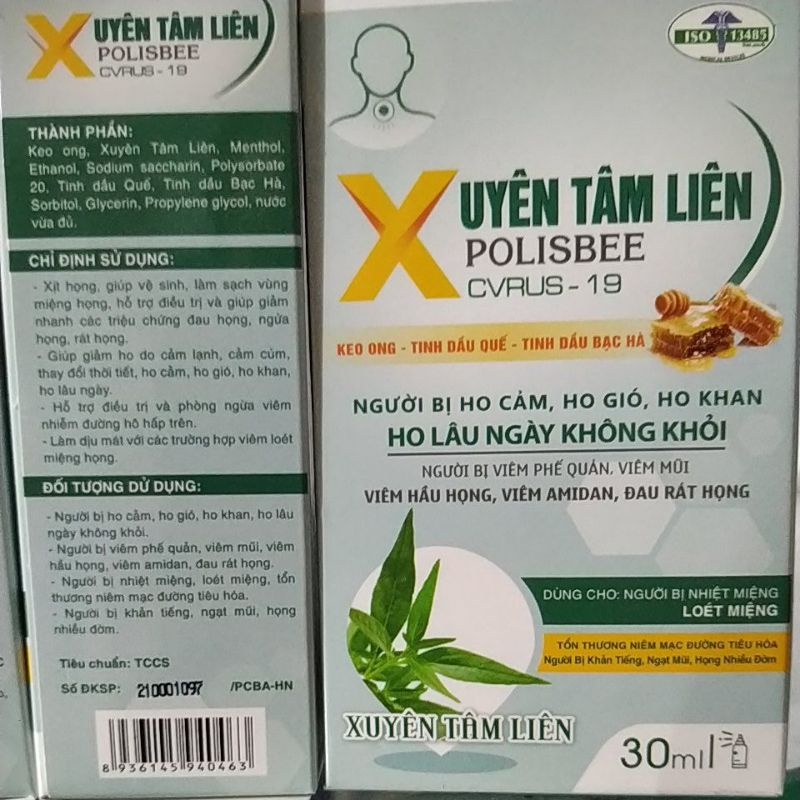 XUYÊN TÂM LIÊN
POLISBEE
CVRUS - 19
THÀNH PHẦN:
Keo ong, Xuyên Tâm Liên, Menthol,
Ethanol, Sodium saccharin, Polysorbate
20, Tinh dầu Quế, Tinh dầu Bạc Hà,
Sorbitol, Glycerin, Propylene glycol, nước
vừa đủ.
CHỈ ĐỊNH SỬ DỤNG:
- Xịt họng, giúp vệ sinh, làm sạch vùng
miệng họng, hỗ trợ điều trị và giúp giảm
nhanh các triệu chứng đau họng, ngứa
họng, rát họng.
- Giúp giảm ho do cảm lạnh, cảm cúm,
thay đổi thời tiết, ho cảm, ho gió, ho khan,
ho lâu ngày.
- Hỗ trợ điều trị và phòng ngừa viêm
nhiễm đường hô hấp trên.
- Làm dịu mát với các trường hợp viêm loét
miệng họng.
ĐỐI TƯỢNG DỬ DỤNG:
- Người bị ho cảm, ho gió, ho khan, ho lâu
ngày không khỏi.
- Người bị viêm phế quản, viêm mũi, viêm
hầu họng, viêm amidan, đau rát họng.
- Người bị nhiệt miệng, loét miệng, tổn
thương niêm mạc đường tiêu hóa.
- Người bị khản tiếng, ngạt mũi, họng
nhiều đờm.
Tiêu chuẩn: TCCS
Số ĐKSP: 210001097 /PCBA-HN
8 936145 940463
ISO 13485
XUYÊN TÂM LIÊN
POLISBEE
CVRUS - 19
KEO ONG - TINH DẦU QUẾ - TINH DẦU BẠC HÀ
NGƯỜI BỊ HO CẢM, HO GIÓ, HO KHAN
HO LÂU NGÀY KHÔNG KHỎI
NGƯỜI BỊ VIÊM PHẾ QUẢN, VIÊM MŨI
VIÊM HẦU HỌNG, VIÊM AMIDAN, ĐAU RÁT HỌNG
DÙNG CHO: NGƯỜI BỊ NHIỆT MIỆNG
LOÉT MIỆNG
TỔN THƯƠNG NIÊM MẠC ĐƯỜNG TIÊU HÓA
Người Bị Khản Tiếng, Ngạt Mũi, Họng Nhiều Đờm
XUYÊN TÂM LIÊN
30ml